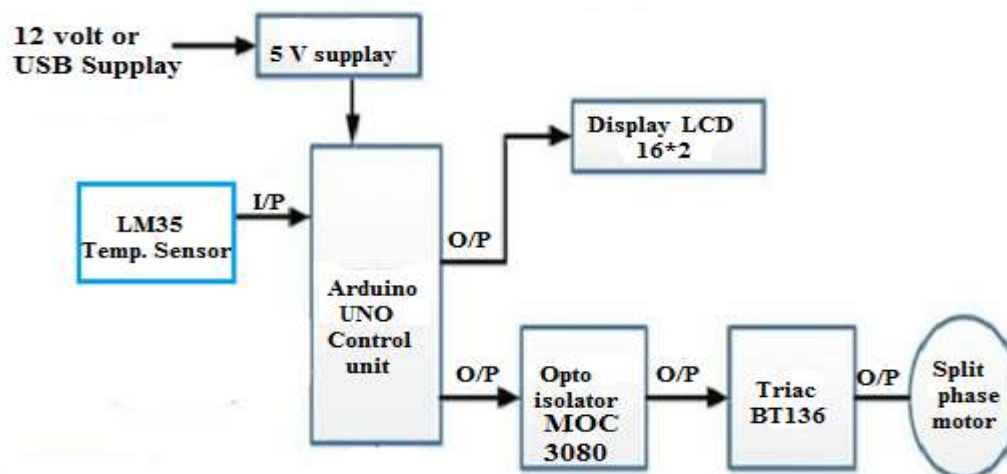 12 volt or
USB Supplay
5 V supplay
Display LCD
16*2
LM35
Temp. Sensor
I/P
O/P
Arduino
UNO
Control
unit
O/P
Opto
isolator
MOC
3080
O/P
Triac
BT136
O/P
Split
phase
motor